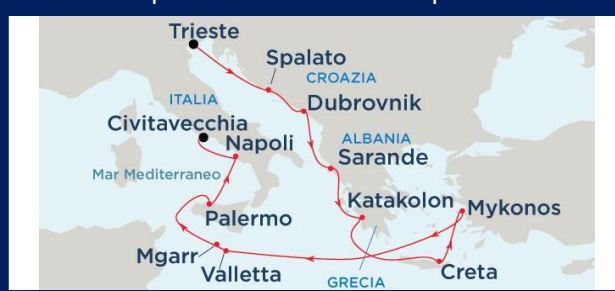 Trieste
Spalato
CROAZIA
ITALIA
Dubrovnik
Civitavecchia
Napoli
ALBANIA
Sarande
Mar Mediterraneo
Katakolon
Mykonos
Palermo
Mgarr
Valletta
GRECIA
Creta